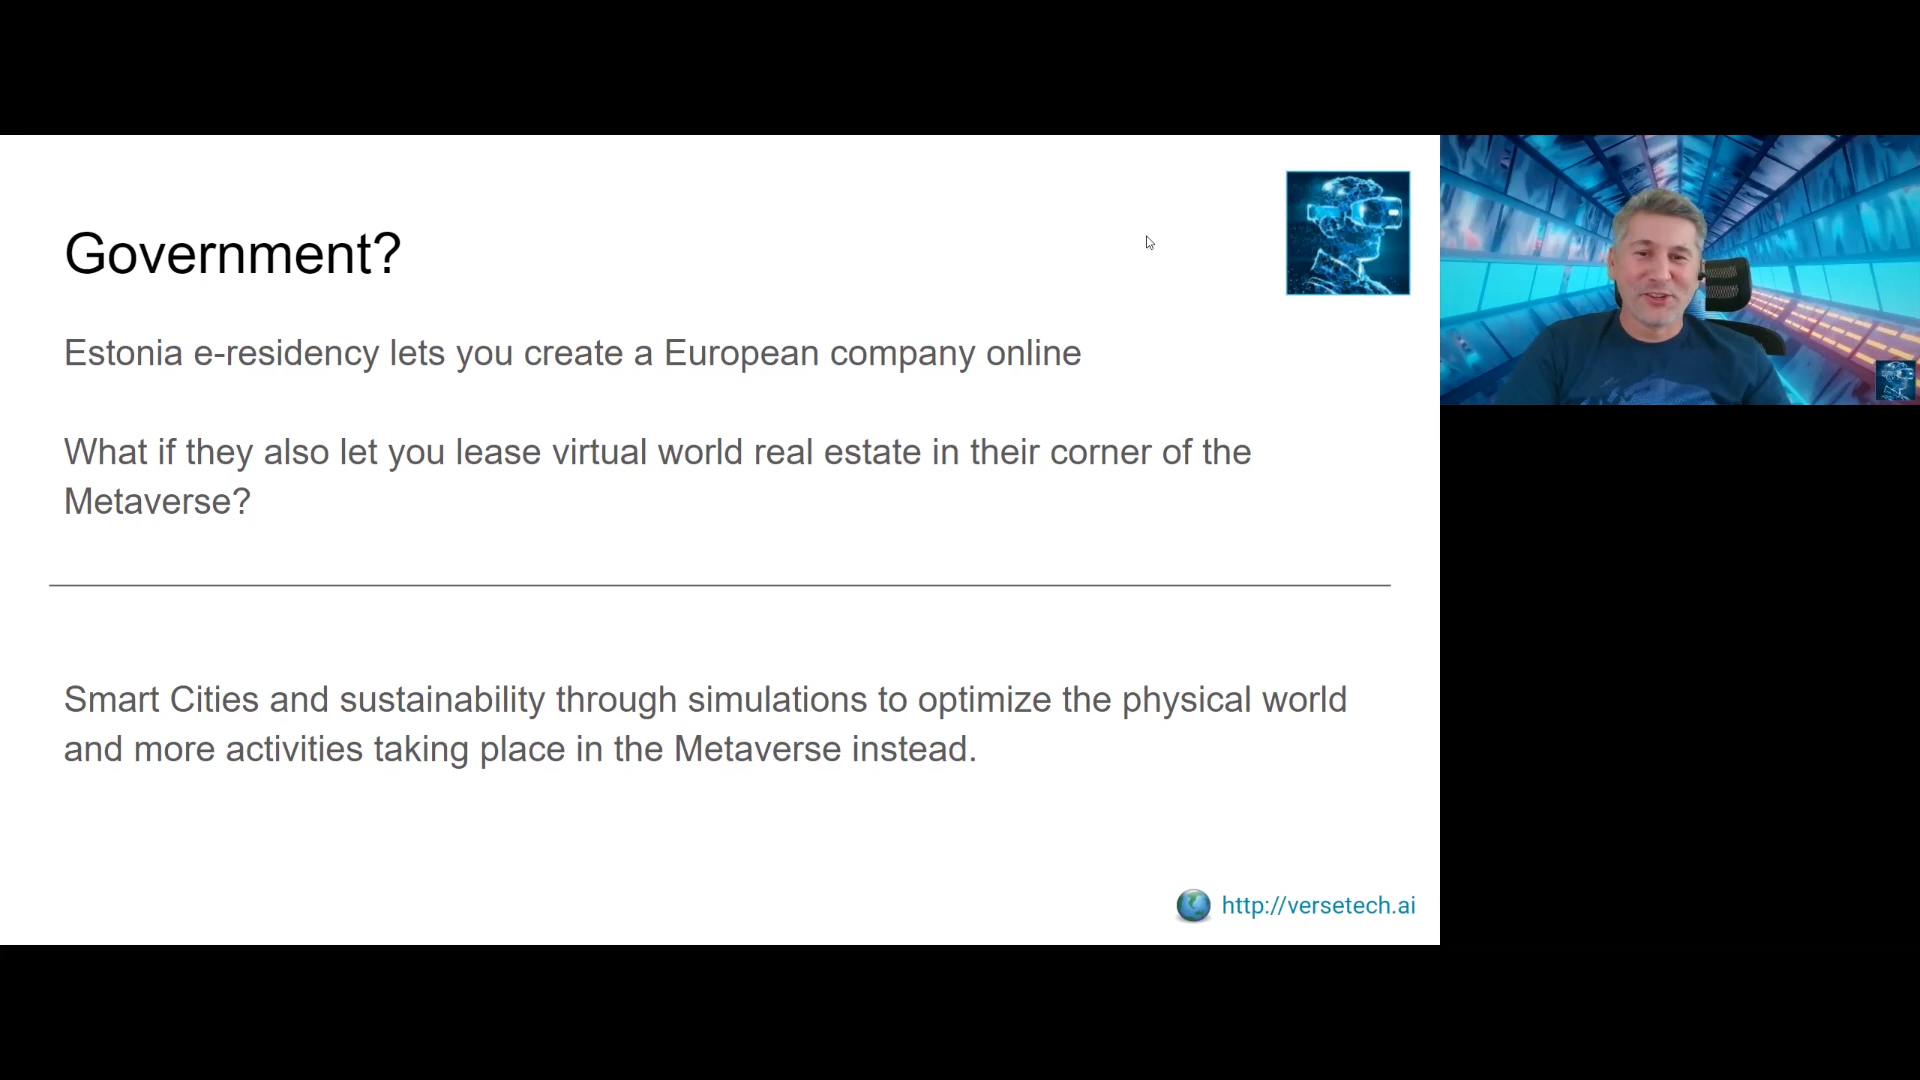 Government?
Estonia e-residency lets you create a European company online
What if they also let you lease virtual world real estate in their corner of the
Metaverse?
Smart Cities and sustainability through simulations to optimize the physical world
and more activities taking place in the Metaverse instead.
http://versetech.ai